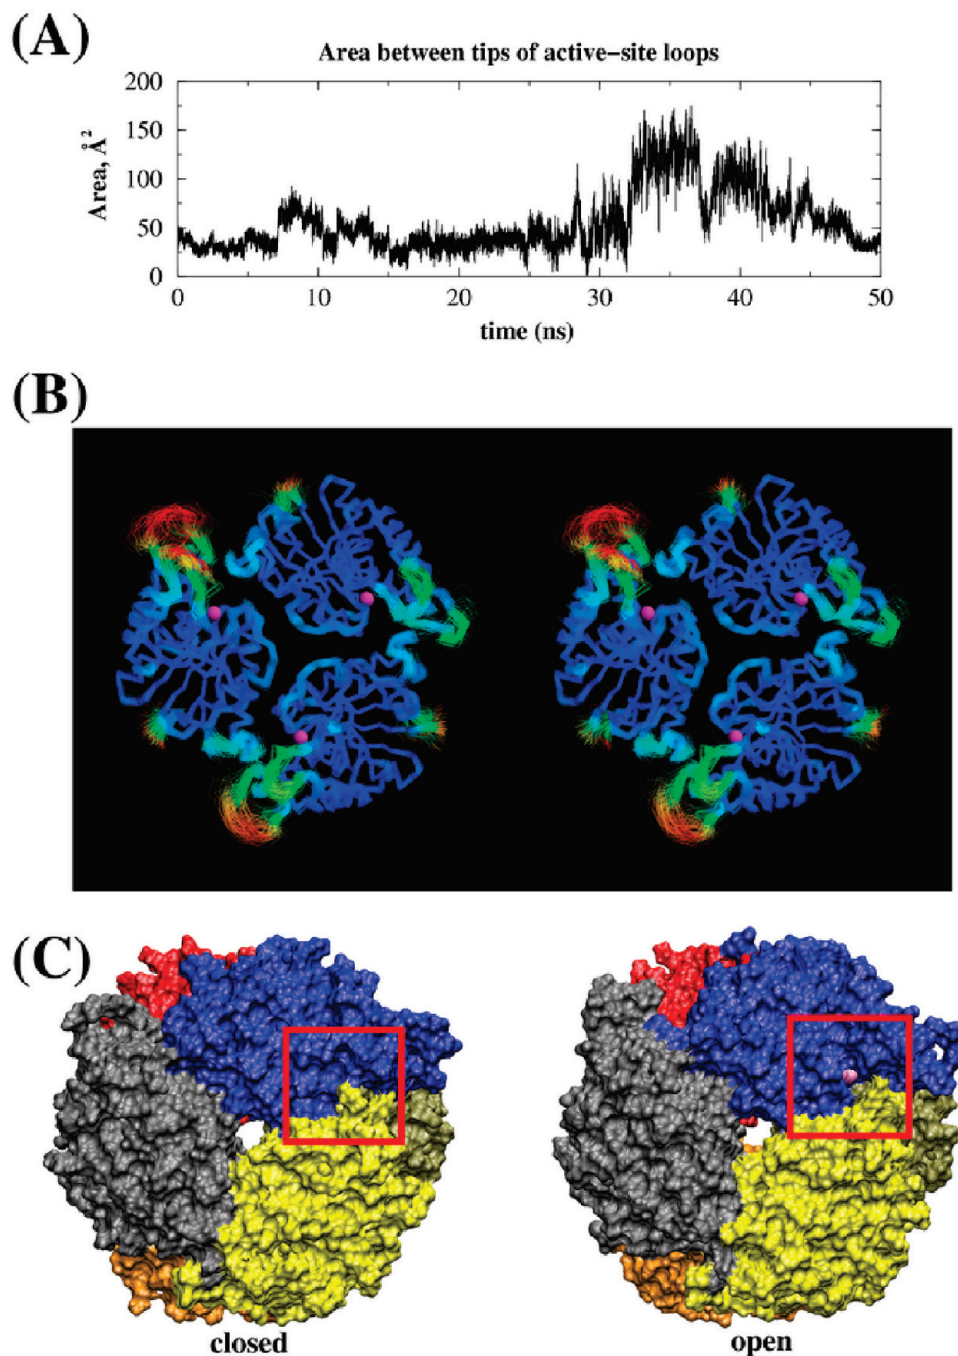 (A)
Area between tips of active-site loops
200
150
100
50
0
Area, Å²
0 10 20 30 40 50
time (ns)
(B)
(C)
closed open